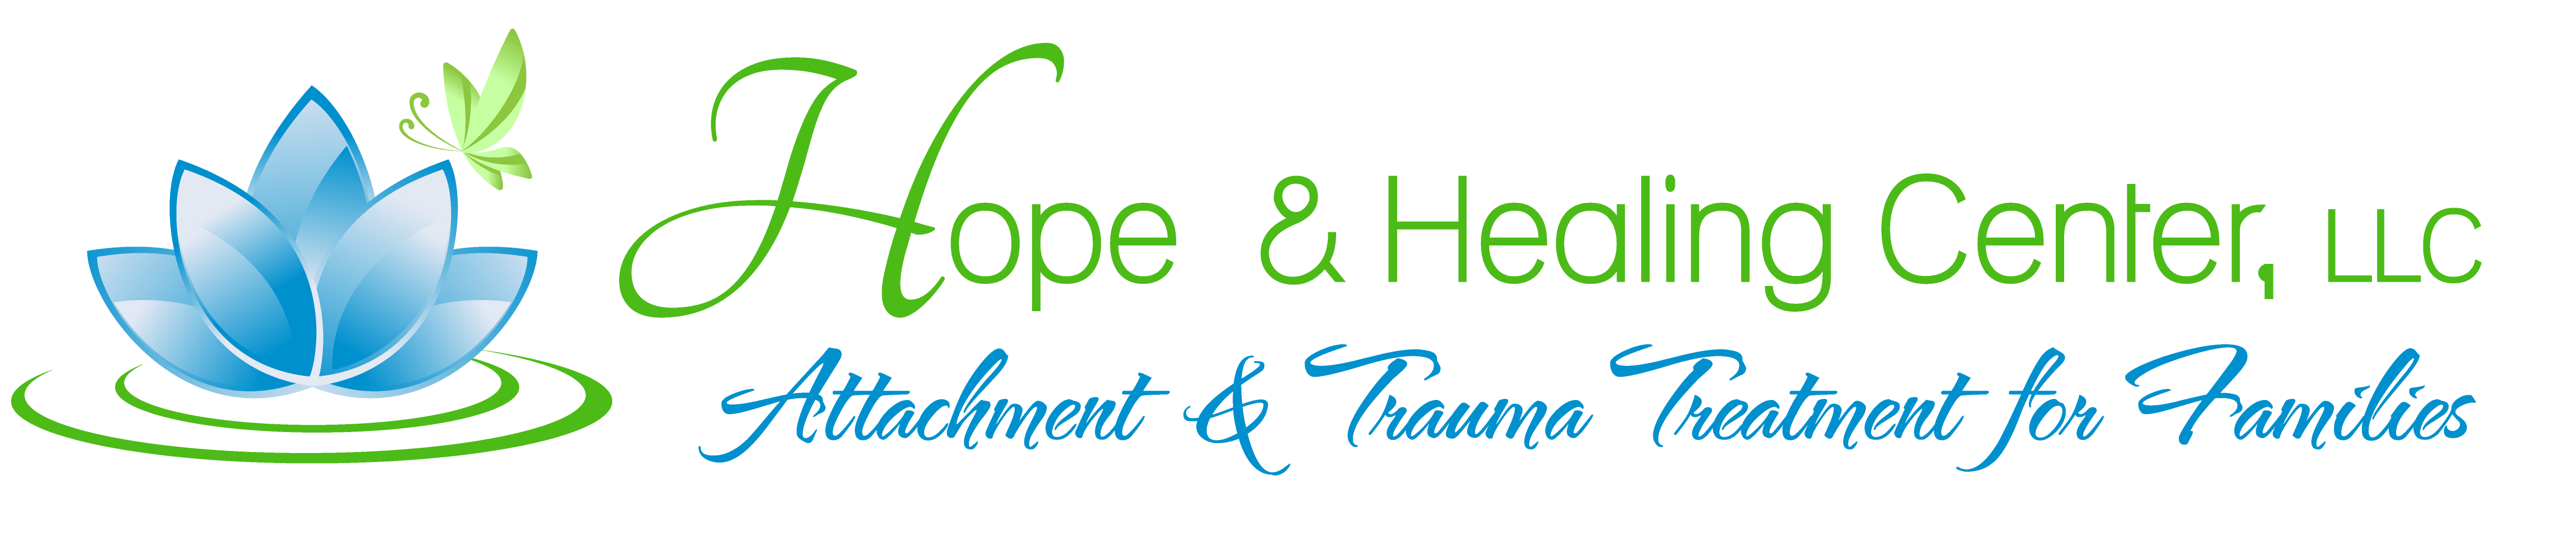 Hope & Healing Center, LLC
Attachment & Trauma Treatment for Families